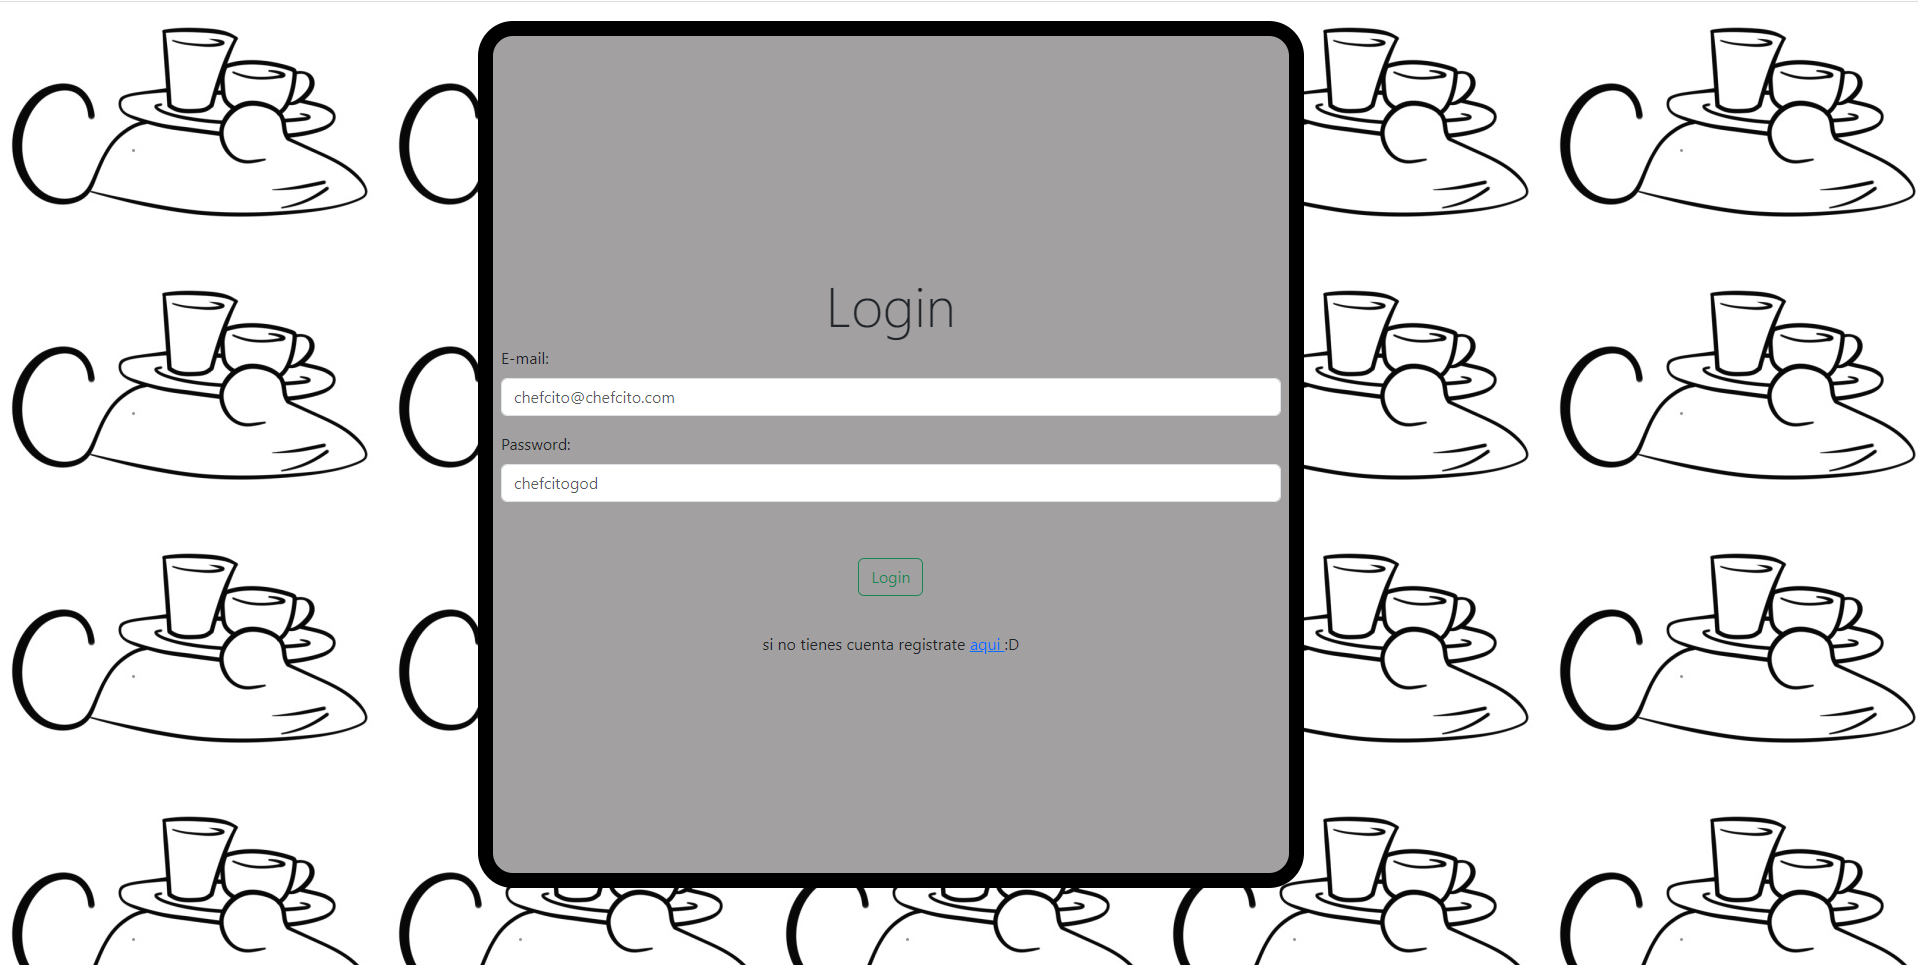 Login
E-mail:
chefcito@chefcito.com
Password:
chefcitogod
Login
si no tienes cuenta registrate aqui :D